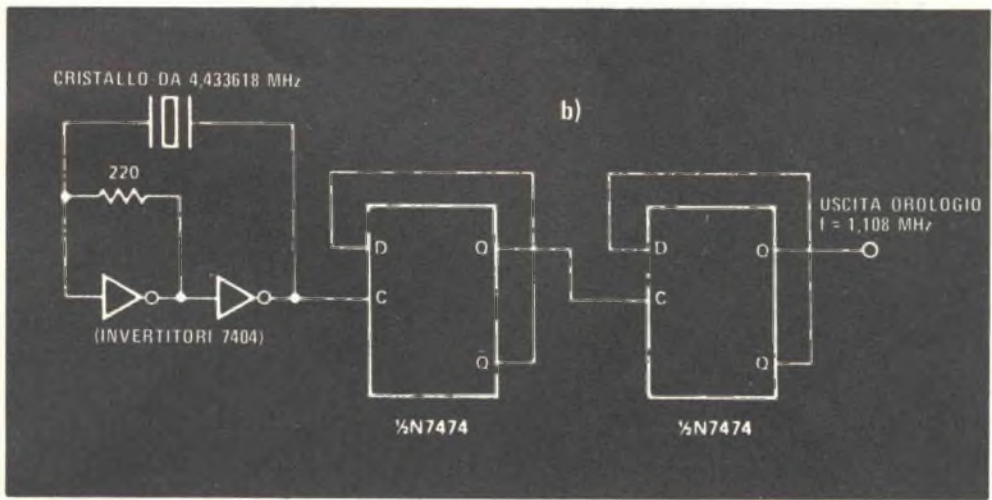 CRISTALLO DA 4,433618 MHz
b)
220
D
Q
C
Q̄
(INVERTITORI 7404)
½N7474
D
Q
C
Q
½N7474
USCITA OROLOGIO
f = 1,108 MHz